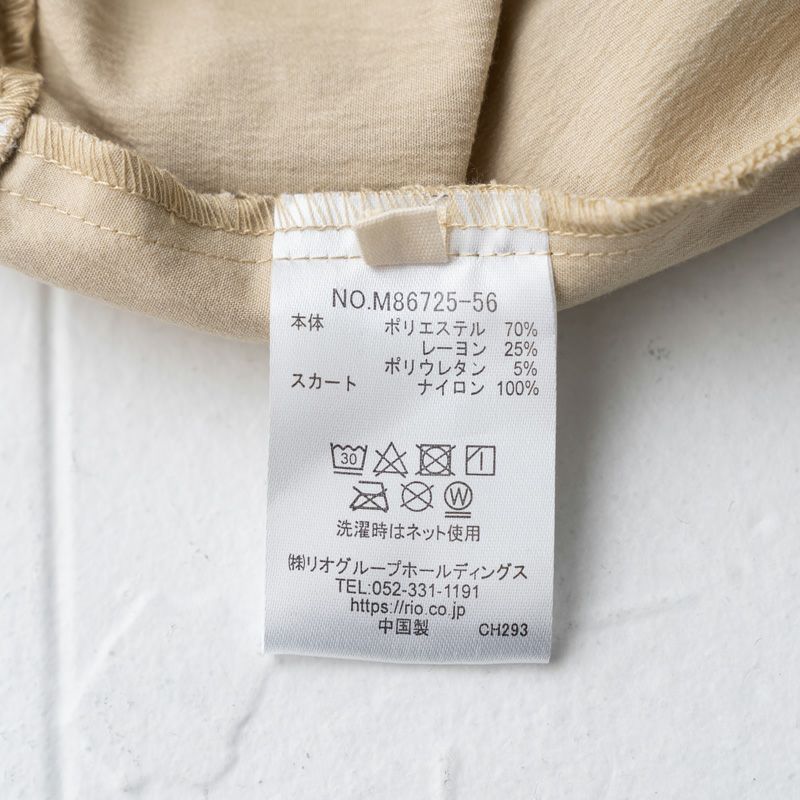 NO.M86725-56
本体 ポリエステル 70%
レーヨン 25%
ポリウレタン 5%
スカート ナイロン 100%
30
W
洗濯時はネット使用
㈱リオグループホールディングス
TEL:052-331-1191
https://rio.co.jp
中国製 CH293